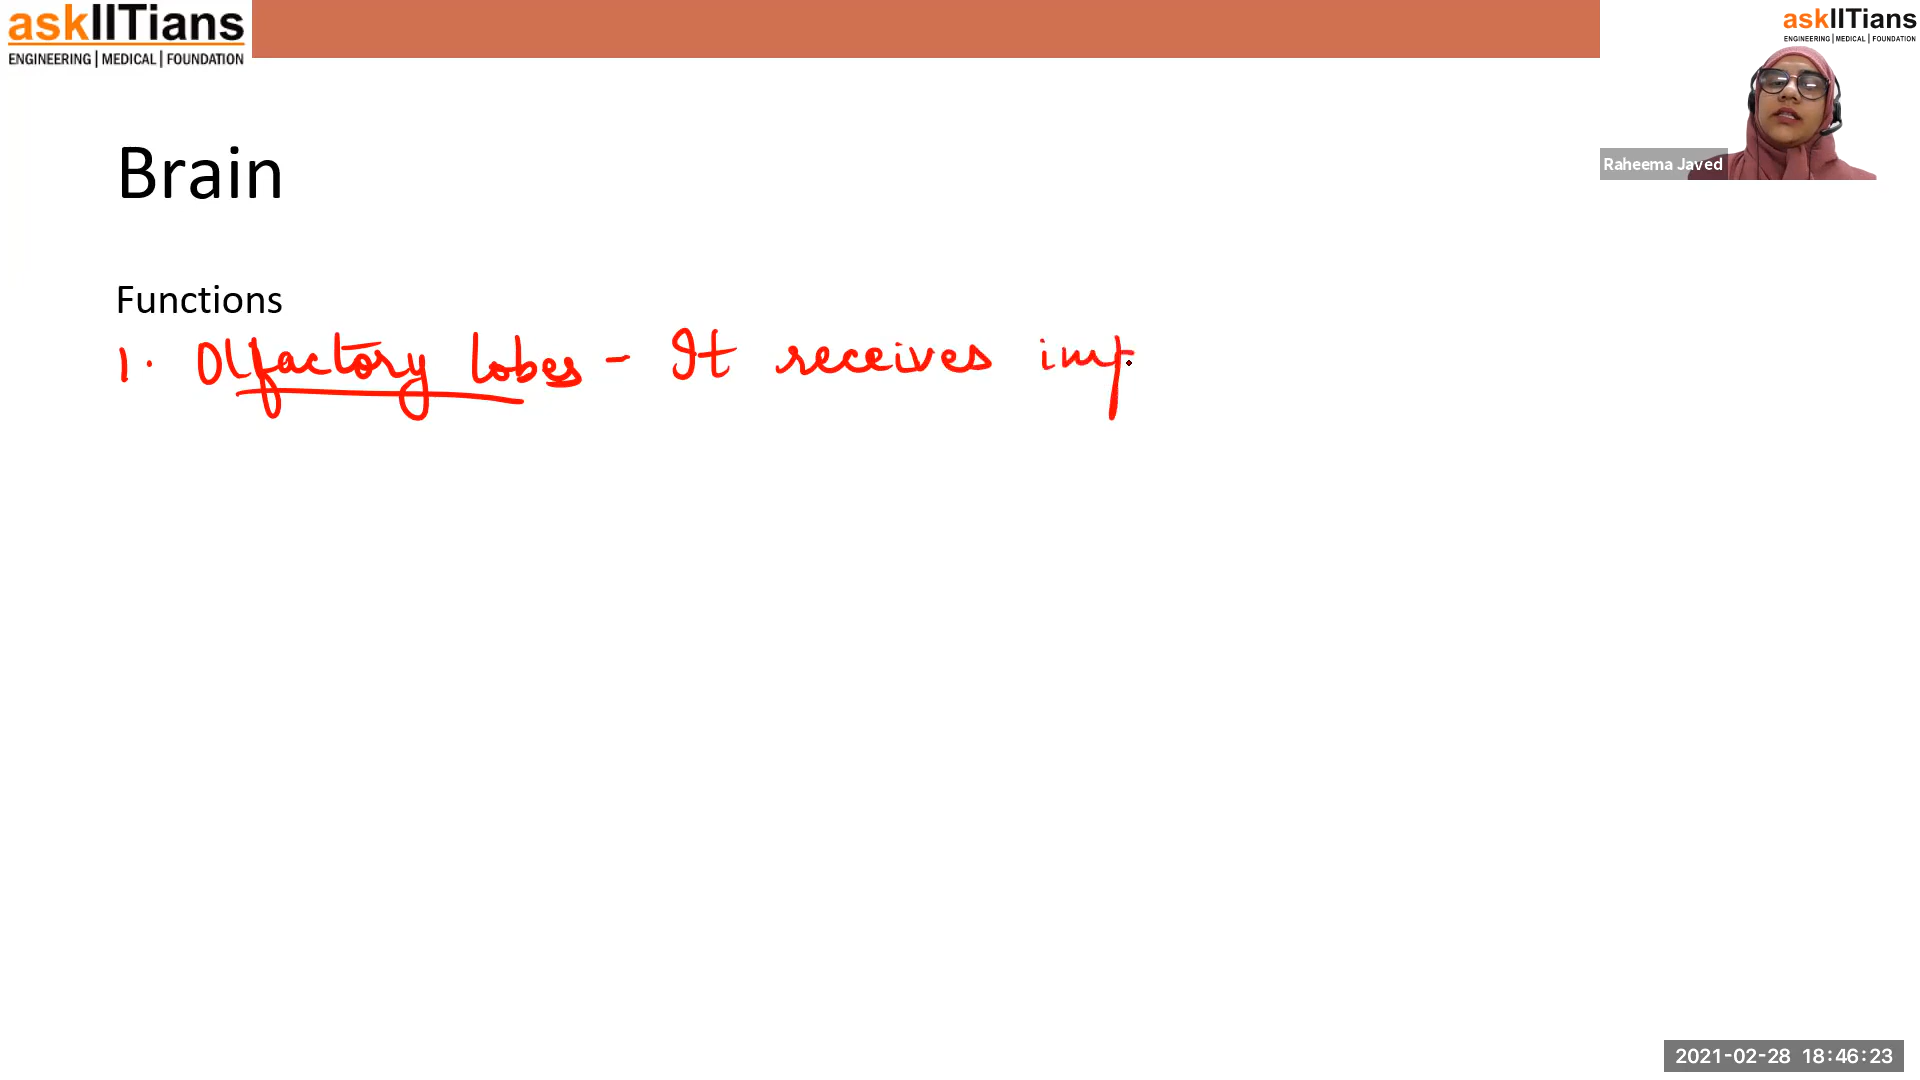 askIITians
ENGINEERING | MEDICAL | FOUNDATION
askIITians
ENGINEERING | MEDICAL | FOUNDATION
Raheema Javed
Brain
Functions
1. Olfactory lobes - It receives imp
2021-02-28 18:46:23